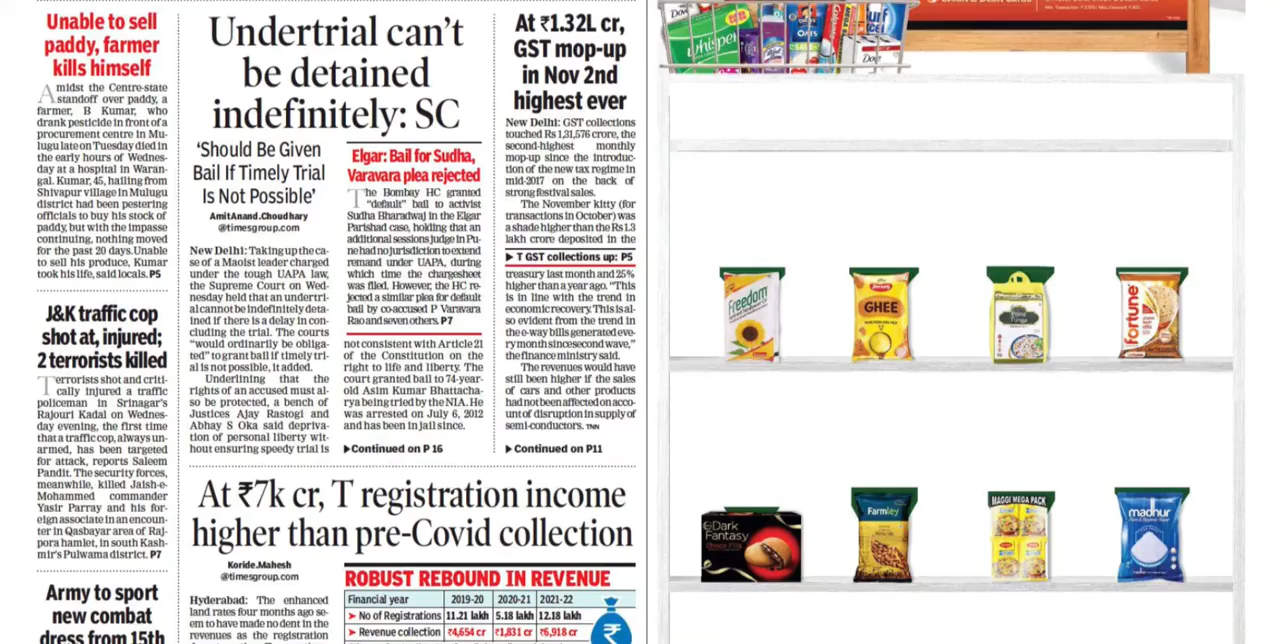 Unable to sell
paddy, farmer
kills himself
Amidst the Centre-state
standoff over paddy, a
farmer, B Kumar, who
drank pesticide in front of a
procurement centre in Mu-
lugu late on Tuesday died in
the early hours of Wednes-
day at a hospital in Waran-
gal. Kumar, 45, hailing from
Shivapur village in Mulugu
district had been pestering
officials to buy his stock of
paddy, but with the impasse
continuing, nothing moved
for the past 20 days. Unable
to sell his produce, Kumar
took his life, said locals. P5
J&K traffic cop
shot at, injured;
2 terrorists killed
Terrorists shot and criti-
cally injured a traffic
policeman in Srinagar's
Rajouri Kadal on Wednes-
day evening, the first time
that a traffic cop, always un-
armed, has been targeted
for attack, reports Saleem
Pandit. The security forces,
meanwhile, killed Jaish-e-
Mohammed commander
Yasir Parray and his for-
eign associate in an encoun-
ter in Qasbayar area of Raj-
pora hamlet, in south Kash-
mir's Pulwama district. P7
Army to sport
new combat
dress from 15th
Undertrial can't
be detained
indefinitely: SC
'Should Be Given
Bail If Timely Trial
Is Not Possible'
AmitAnand.Choudhary
@timesgroup.com
New Delhi: Taking up the ca-
se of a Maoist leader charged
under the tough UAPA law,
the Supreme Court on Wed-
nesday held that an undertri-
al cannot be indefinitely deta-
ined if there is a delay in con-
cluding the trial. The courts
"would ordinarily be obliga-
ted" to grant bail if timely tri-
al is not possible, it added.
Underlining that the
rights of an accused must al-
so be protected, a bench of
Justices Ajay Rastogi and
Abhay S Oka said depriva-
tion of personal liberty wit-
hout ensuring speedy trial is
Elgar: Bail for Sudha,
Varavara plea rejected
The Bombay HC granted
"default" bail to activist
Sudha Bharadwaj in the Elgar
Parishad case, holding that an
additional sessions judge in Pu-
ne had no jurisdiction to extend
remand under UAPA, during
which time the chargesheet
was filed. However, the HC re-
jected a similar plea for default
bail by co-accused P Varavara
Rao and seven others. P7
not consistent with Article 21
of the Constitution on the
right to life and liberty. The
court granted bail to 74-year-
old Asim Kumar Bhattacha-
rya being tried by the NIA. He
was arrested on July 6, 2012
and has been in jail since.
▶Continued on P 16
At ₹1.32L cr,
GST mop-up
in Nov 2nd
highest ever
New Delhi: GST collections
touched Rs 1,31,576 crore, the
second-highest monthly
mop-up since the introduc-
tion of the new tax regime in
mid-2017 on the back of
strong festival sales.
The November kitty (for
transactions in October) was
a shade higher than the Rs 1.3
lakh crore deposited in the
▶ T GST collections up: P5
treasury last month and 25%
higher than a year ago. "This
is in line with the trend in
economic recovery. This is al-
so evident from the trend in
the e-way bills generated eve-
ry month since second wave,"
the finance ministry said.
The revenues would have
still been higher if the sales
of cars and other products
had not been affected on acco-
unt of disruption in supply of
semi-conductors. TNN
▶ Continued on P11
At ₹7k cr, T registration income
higher than pre-Covid collection
Koride.Mahesh
@timesgroup.com
Hyderabad: The enhanced
land rates four months ago se-
em to have made no dent in the
revenues as the registration
ROBUST REBOUND IN REVENUE
Financial year 2019-20 2020-21 2021-22
➤ No of Registrations 11.21 lakh 5.18 lakh 12.18 lakh
➤ Revenue collection ₹4,654 cr ₹1,831 cr ₹6,918 cr
₹
Dove
whisper
OATS
Colgate
Surf
Excel
Dove
Freedom
GHEE
fortune
Dark
Fantasy
Farmley
MAGGI MEGA PACK
madhur